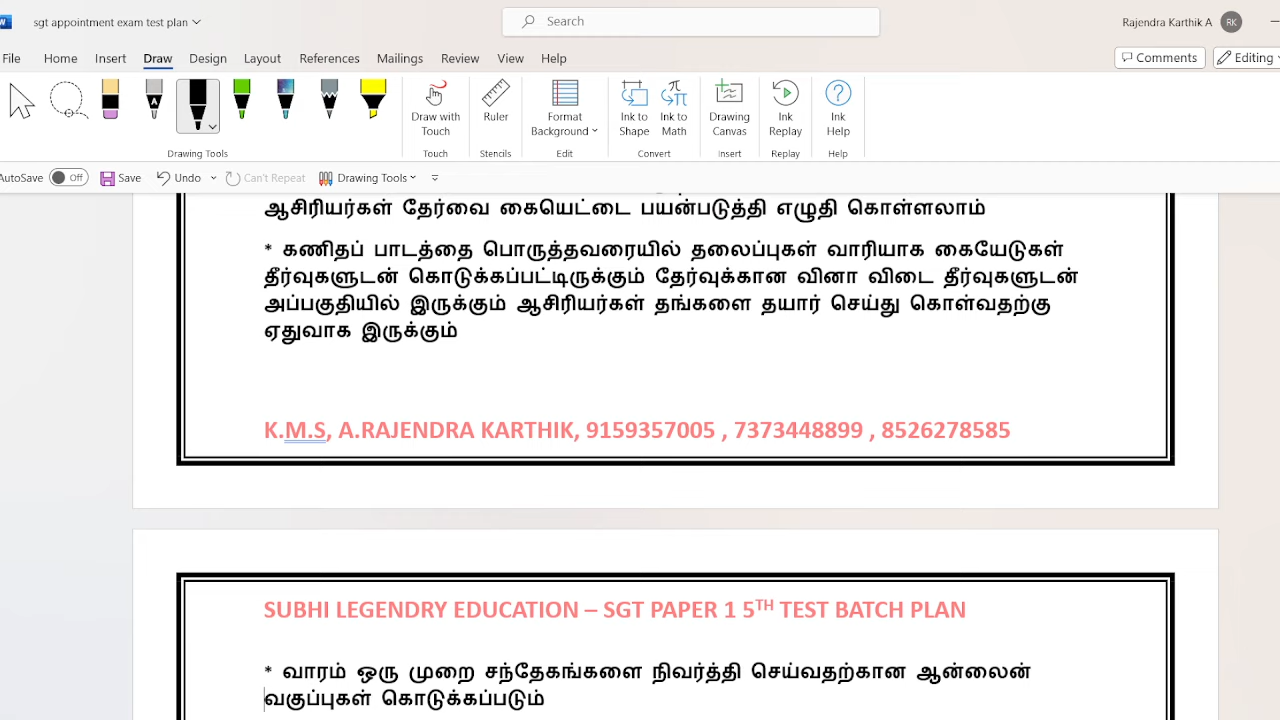 sgt appointment exam test plan
Search
Rajendra Karthik A RK
File Home Insert Draw Design Layout References Mailings Review View Help
Comments Editing
Draw with Touch
Ruler
Format Background
Ink to Shape
Ink to Math
Drawing Canvas
Ink Replay
Ink Help
Drawing Tools Touch Stencils Edit Convert Insert Replay Help
AutoSave Off Save Undo Can't Repeat Drawing Tools
ஆசிரியர்கள் தேர்வை கையெட்டை பயன்படுத்தி எழுதி கொள்ளலாம்
* கணிதப் பாடத்தை பொருத்தவரையில் தலைப்புகள் வாரியாக கையேடுகள்
தீர்வுகளுடன் கொடுக்கப்பட்டிருக்கும் தேர்வுக்கான வினா விடை தீர்வுகளுடன்
அப்பகுதியில் இருக்கும் ஆசிரியர்கள் தங்களை தயார் செய்து கொள்வதற்கு
ஏதுவாக இருக்கும்
K.M.S, A.RAJENDRA KARTHIK, 9159357005 , 7373448899 , 8526278585
SUBHI LEGENDRY EDUCATION – SGT PAPER 1 5TH TEST BATCH PLAN
* வாரம் ஒரு முறை சந்தேகங்களை நிவர்த்தி செய்வதற்கான ஆன்லைன்
வகுப்புகள் கொடுக்கப்படும்